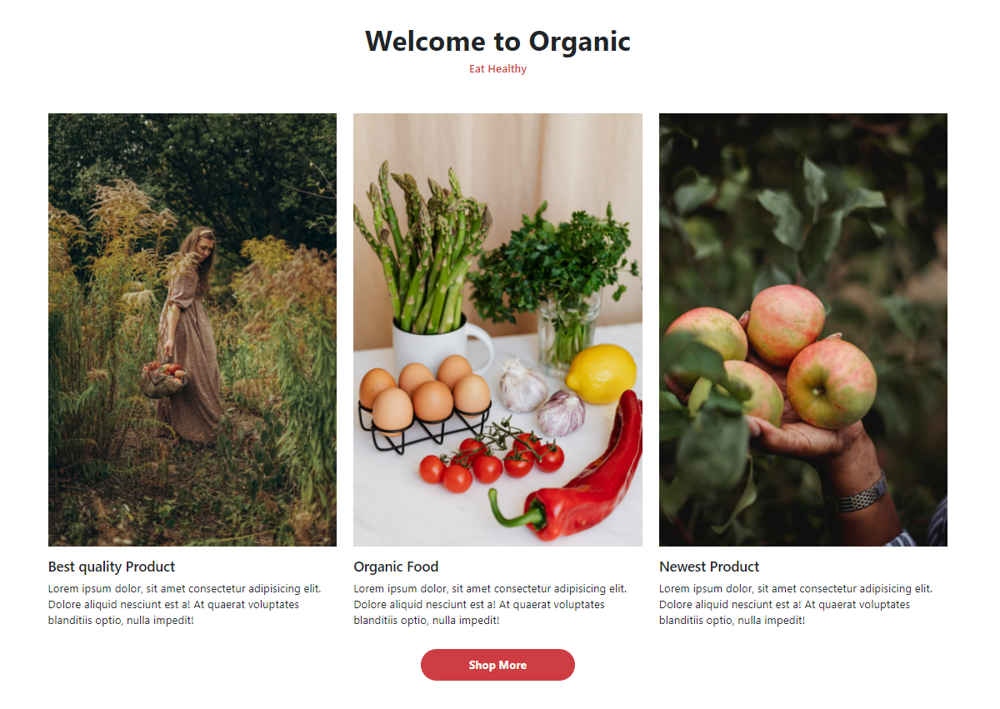 Welcome to Organic
Eat Healthy
Best quality Product
Lorem ipsum dolor, sit amet consectetur adipisicing elit.
Dolore aliquid nesciunt est a! At quaerat voluptates
blanditiis optio, nulla impedit!
Organic Food
Lorem ipsum dolor, sit amet consectetur adipisicing elit.
Dolore aliquid nesciunt est a! At quaerat voluptates
blanditiis optio, nulla impedit!
Newest Product
Lorem ipsum dolor, sit amet consectetur adipisicing elit.
Dolore aliquid nesciunt est a! At quaerat voluptates
blanditiis optio, nulla impedit!
Shop More